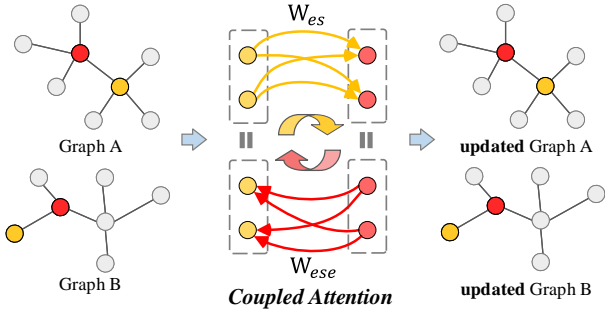 W_es
Graph A
updated Graph A
Graph B
W_ese
updated Graph B
Coupled Attention